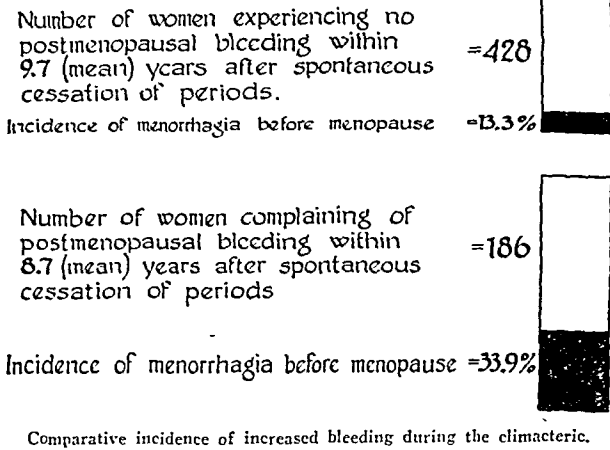 Number of women experiencing no
postmenopausal bleeding within
9.7 (mean) years after spontaneous
cessation of periods.
=428
Incidence of menorrhagia before menopause =13.3%
Number of women complaining of
postmenopausal bleeding within
8.7 (mean) years after spontaneous
cessation of periods
=186
Incidence of menorrhagia before menopause =33.9%
Comparative incidence of increased bleeding during the climacteric.